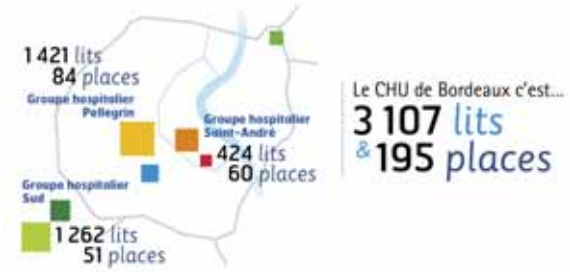 1 421 lits
84 places
Groupe hospitalier
Pellegrin
Groupe hospitalier
Saint-André
424 lits
60 places
Groupe hospitalier
Sud
1 262 lits
51 places
Le CHU de Bordeaux c'est...
3 107 lits
& 195 places